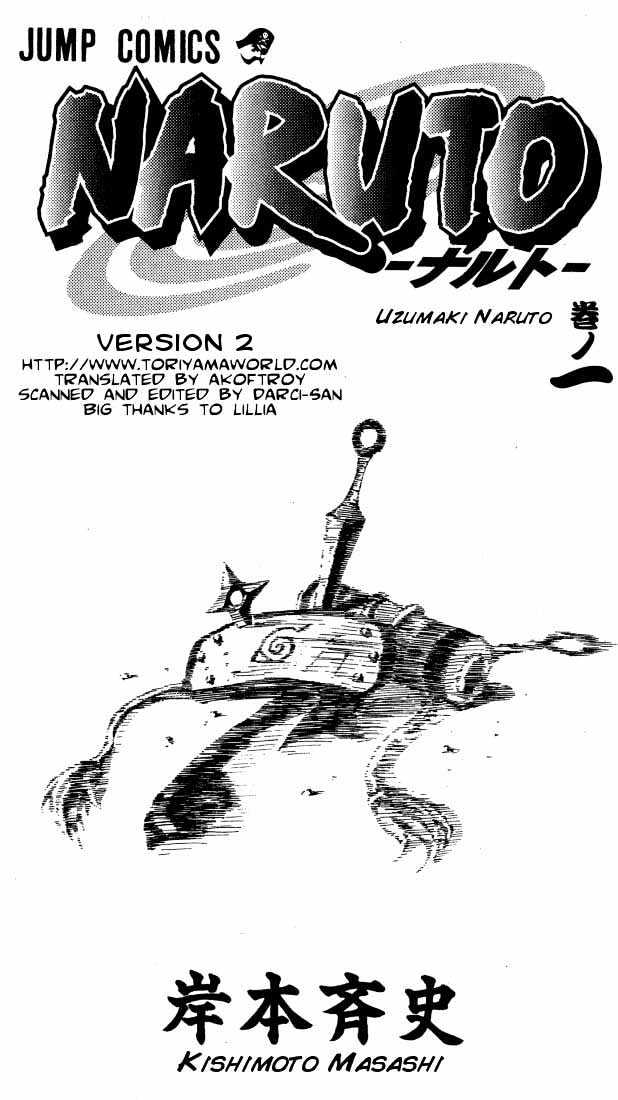 JUMP COMICS
NARUTO
-ナルト-
UZUMAKI NARUTO
巻ノ一
VERSION 2
HTTP://WWW.TORIYAMAWORLD.COM
TRANSLATED BY AKOFTROY
SCANNED AND EDITED BY DARCI-SAN
BIG THANKS TO LILLIA
岸本斉史
KISHIMOTO MASASHI